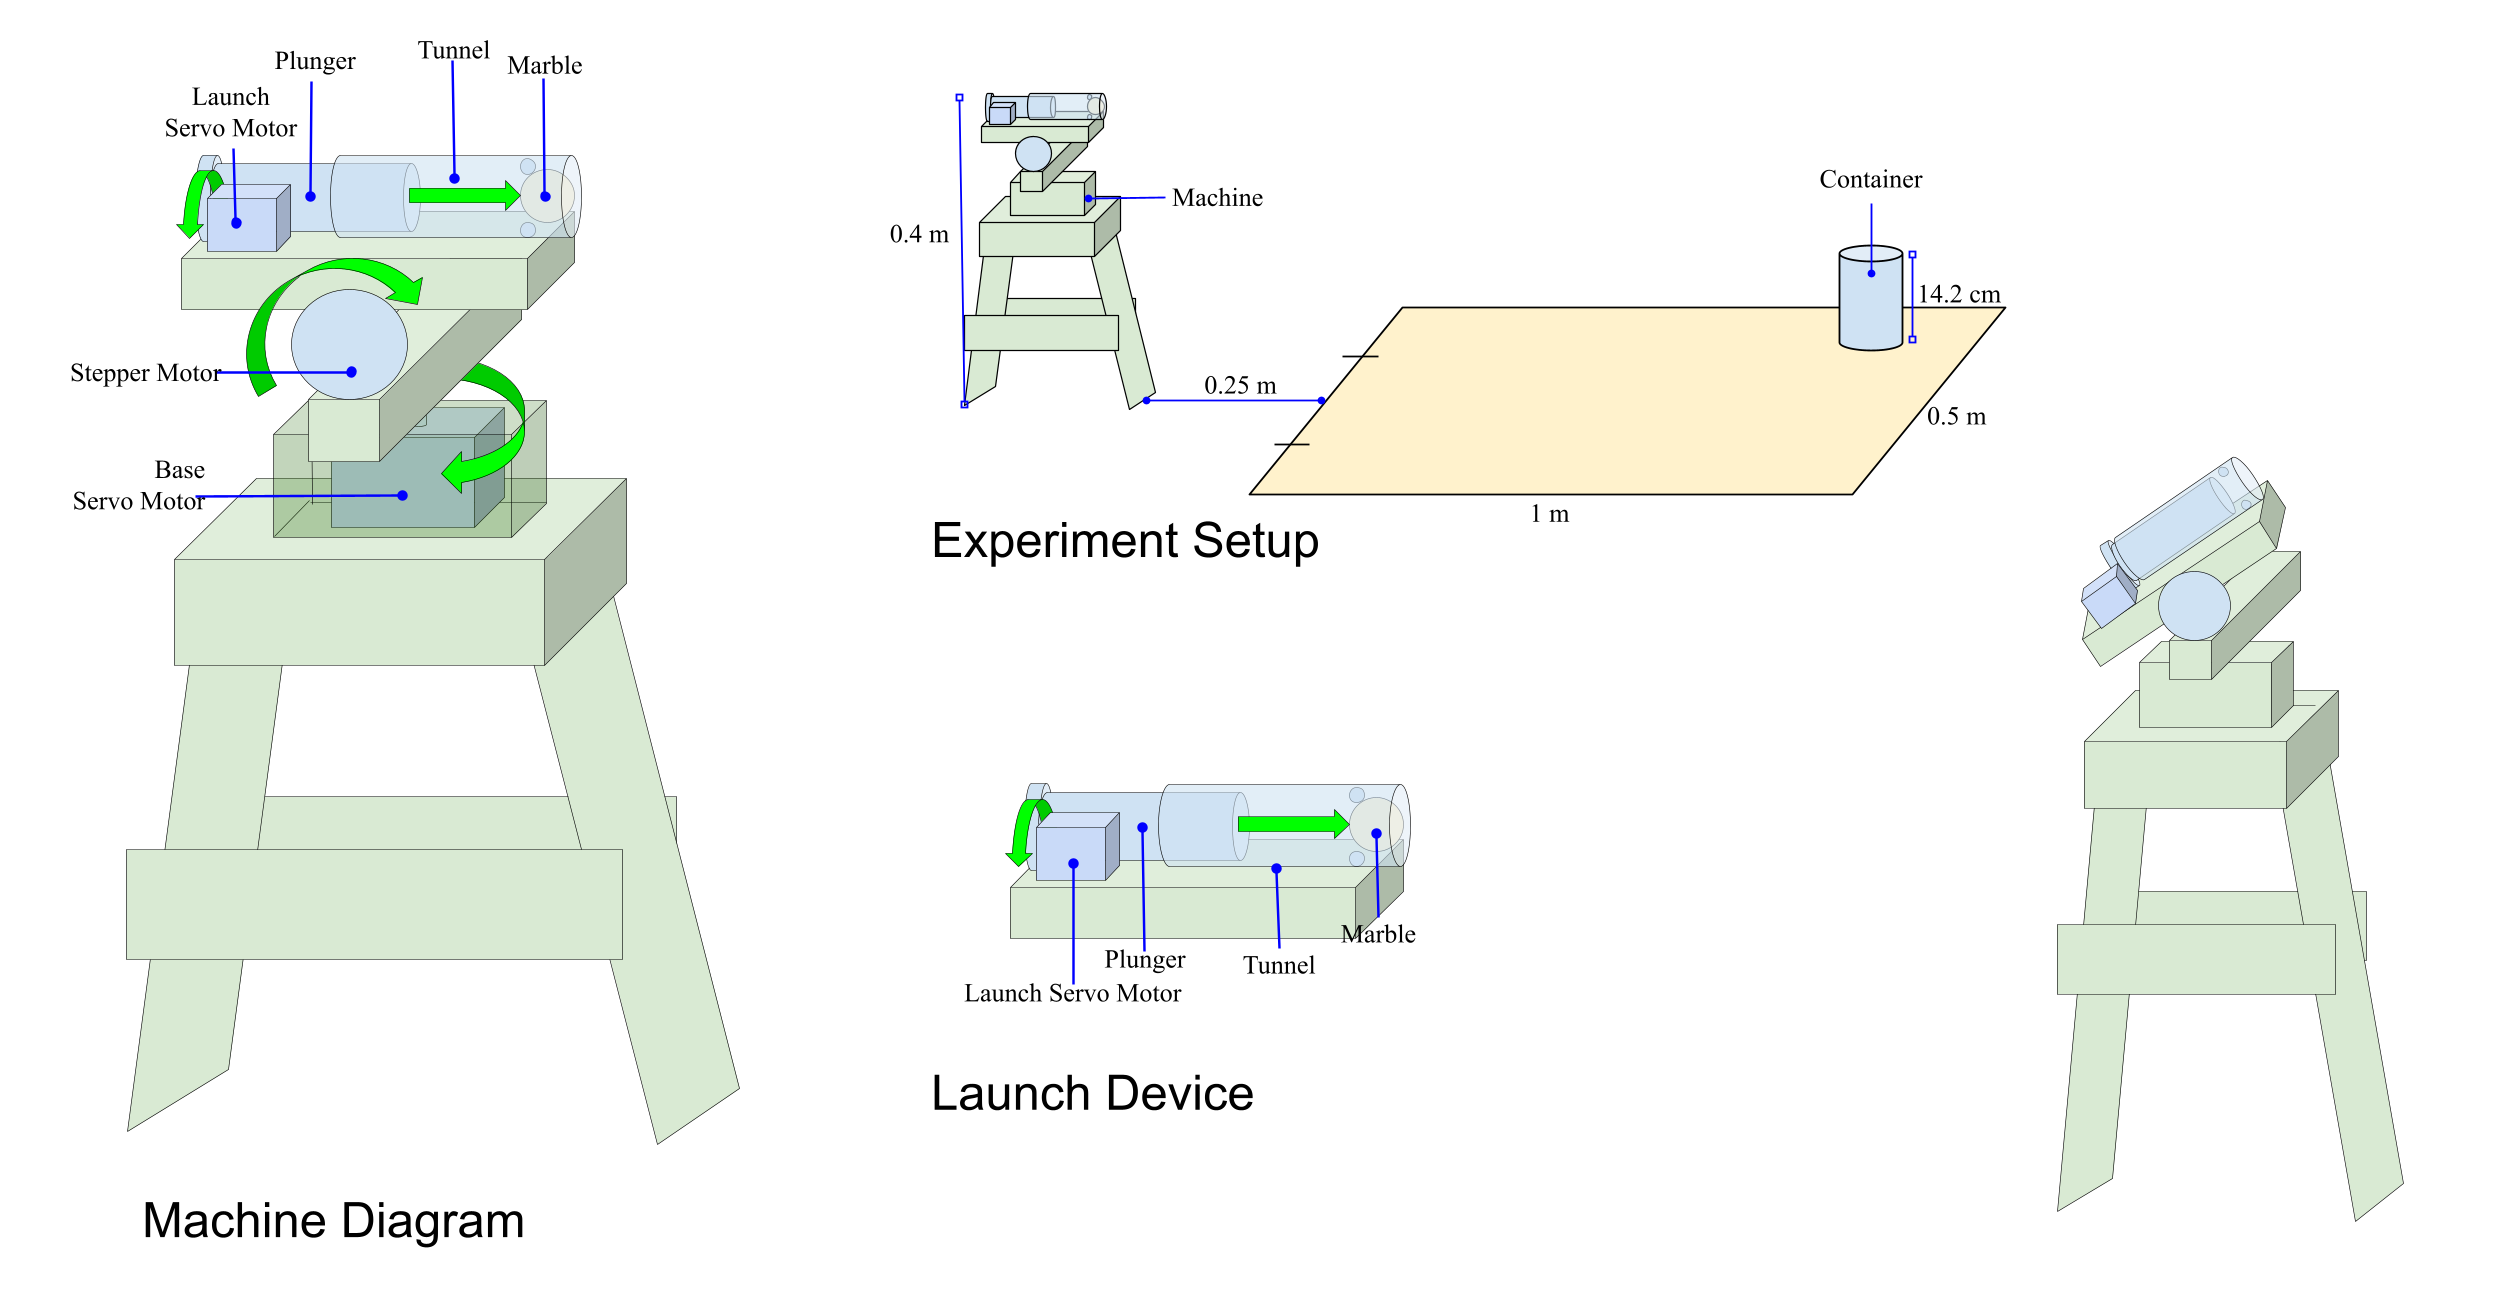 Plunger
Tunnel
Marble
Launch
Servo Motor
Stepper Motor
Base
Servo Motor
Machine Diagram
0.4 m
Machine
Container
14.2 cm
0.25 m
0.5 m
1 m
Experiment Setup
Marble
Plunger
Tunnel
Launch Servo Motor
Launch Device